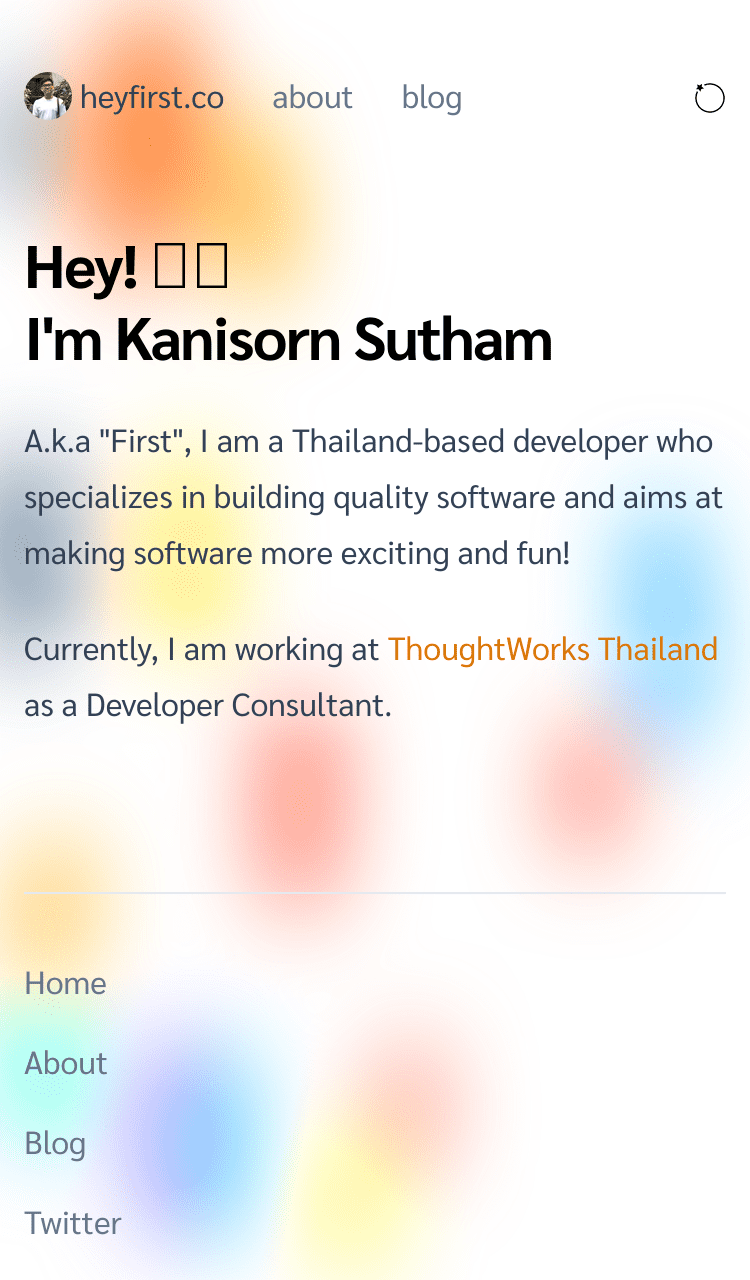 heyfirst.co about blog
Hey!
I'm Kanisorn Sutham
A.k.a "First", I am a Thailand-based developer who
specializes in building quality software and aims at
making software more exciting and fun!
Currently, I am working at ThoughtWorks Thailand
as a Developer Consultant.
Home
About
Blog
Twitter